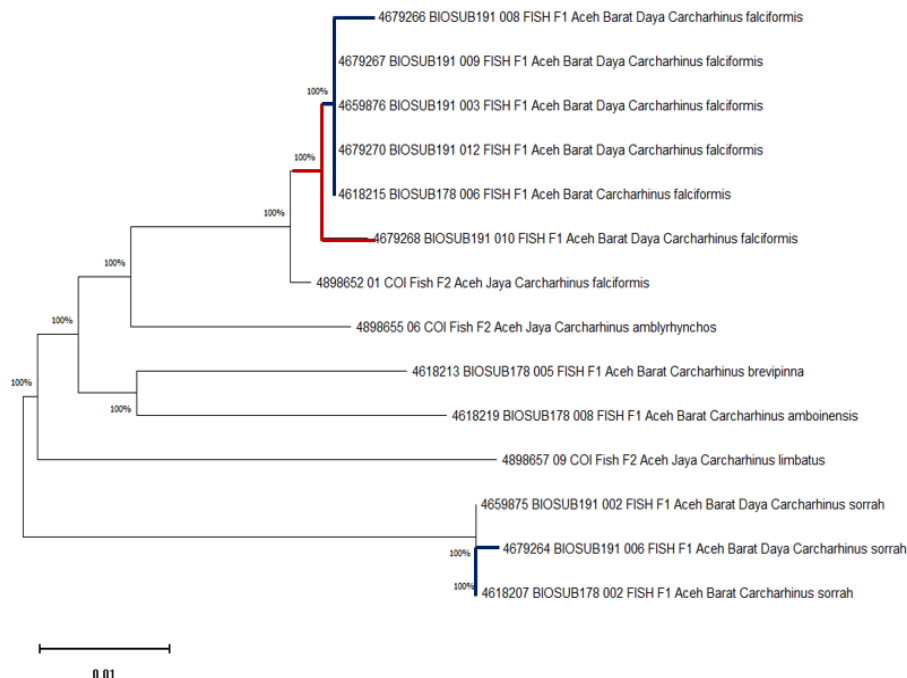 4679266 BIOSUB191 008 FISH F1 Aceh Barat Daya Carcharhinus falciformis
4679267 BIOSUB191 009 FISH F1 Aceh Barat Daya Carcharhinus falciformis
100%
4659876 BIOSUB191 003 FISH F1 Aceh Barat Daya Carcharhinus falciformis
4679270 BIOSUB191 012 FISH F1 Aceh Barat Daya Carcharhinus falciformis
100%
4618215 BIOSUB178 006 FISH F1 Aceh Barat Carcharhinus falciformis
100%
4679268 BIOSUB191 010 FISH F1 Aceh Barat Daya Carcharhinus falciformis
100%
4898652 01 COI Fish F2 Aceh Jaya Carcharhinus falciformis
100%
4898655 06 COI Fish F2 Aceh Jaya Carcharhinus amblyrhynchos
4618213 BIOSUB178 005 FISH F1 Aceh Barat Carcharhinus brevipinna
100%
100%
4618219 BIOSUB178 008 FISH F1 Aceh Barat Carcharhinus amboinensis
4898657 09 COI Fish F2 Aceh Jaya Carcharhinus limbatus
4659875 BIOSUB191 002 FISH F1 Aceh Barat Daya Carcharhinus sorrah
100%
4679264 BIOSUB191 006 FISH F1 Aceh Barat Daya Carcharhinus sorrah
100%
4618207 BIOSUB178 002 FISH F1 Aceh Barat Carcharhinus sorrah
0.01